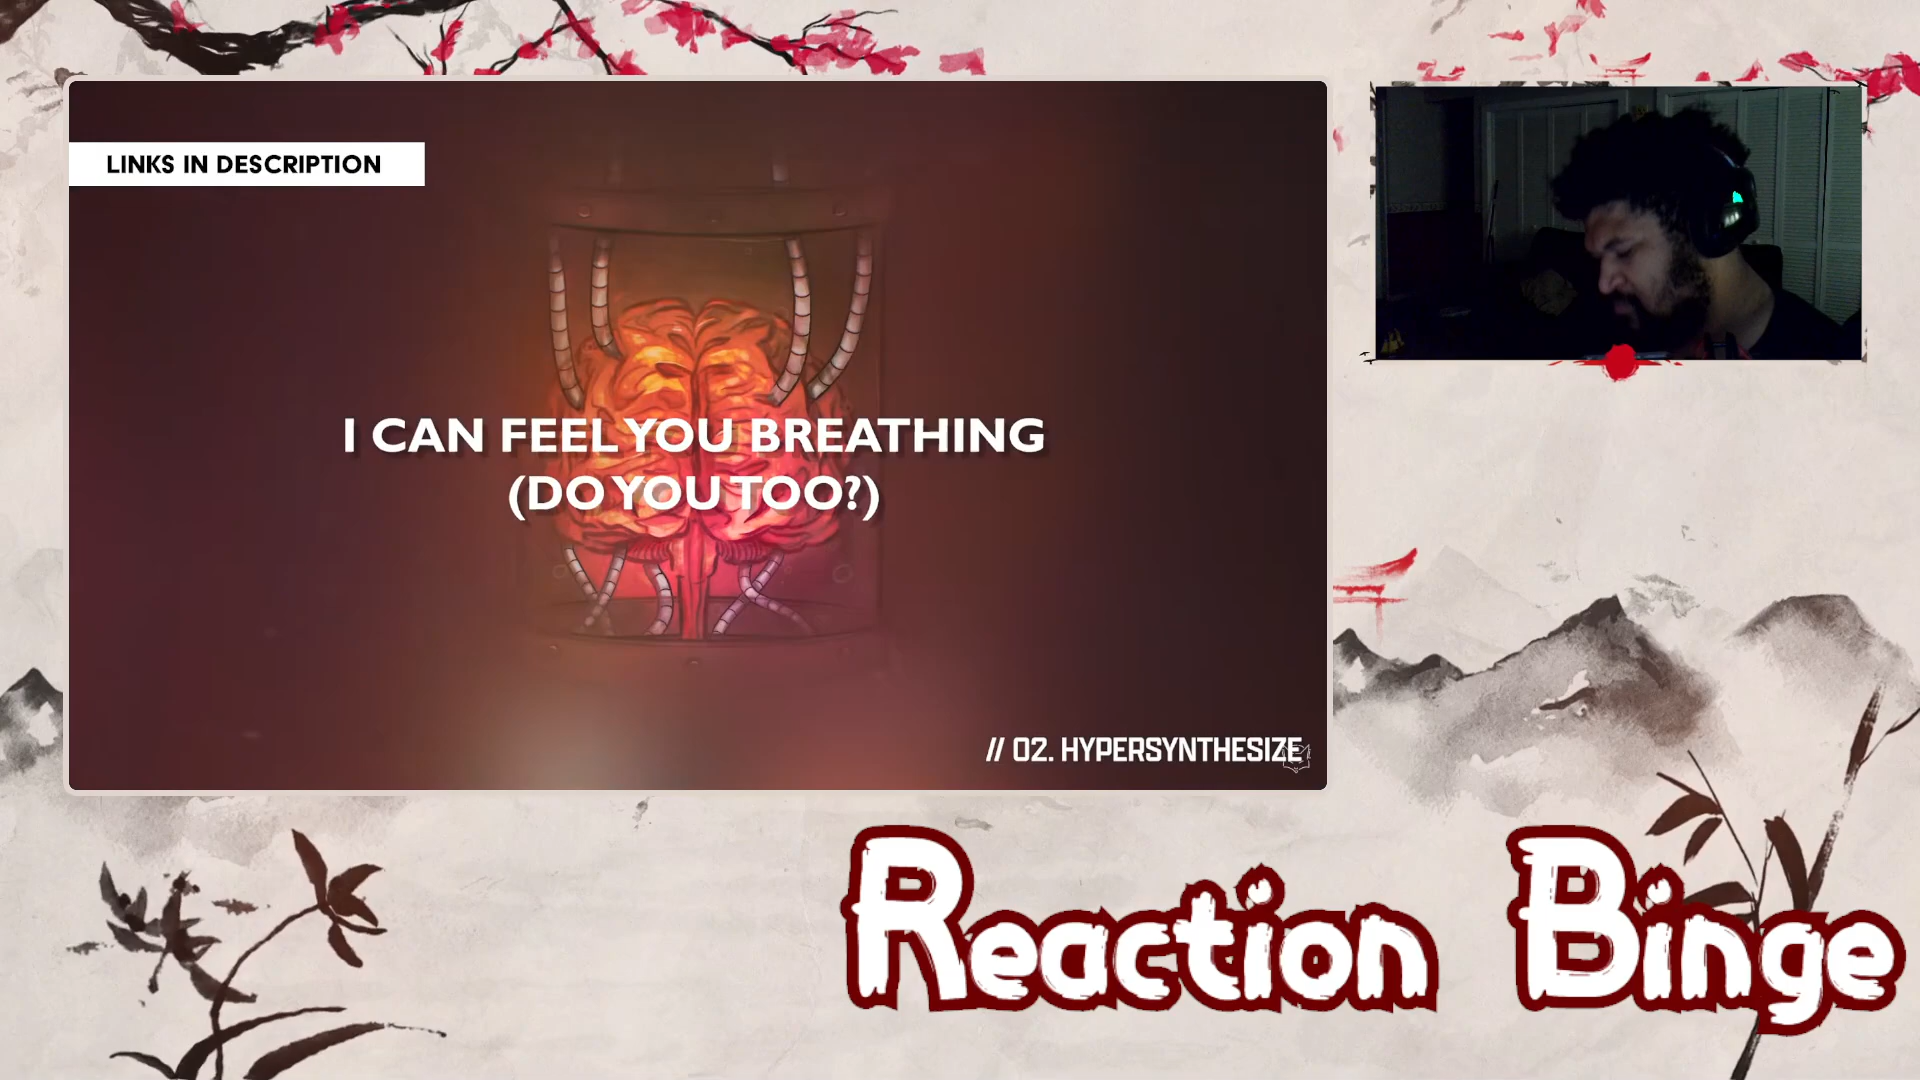 LINKS IN DESCRIPTION
I CAN FEEL YOU BREATHING
(DO YOU TOO?)
// 02. HYPERSYNTHESIZE
Reaction Binge